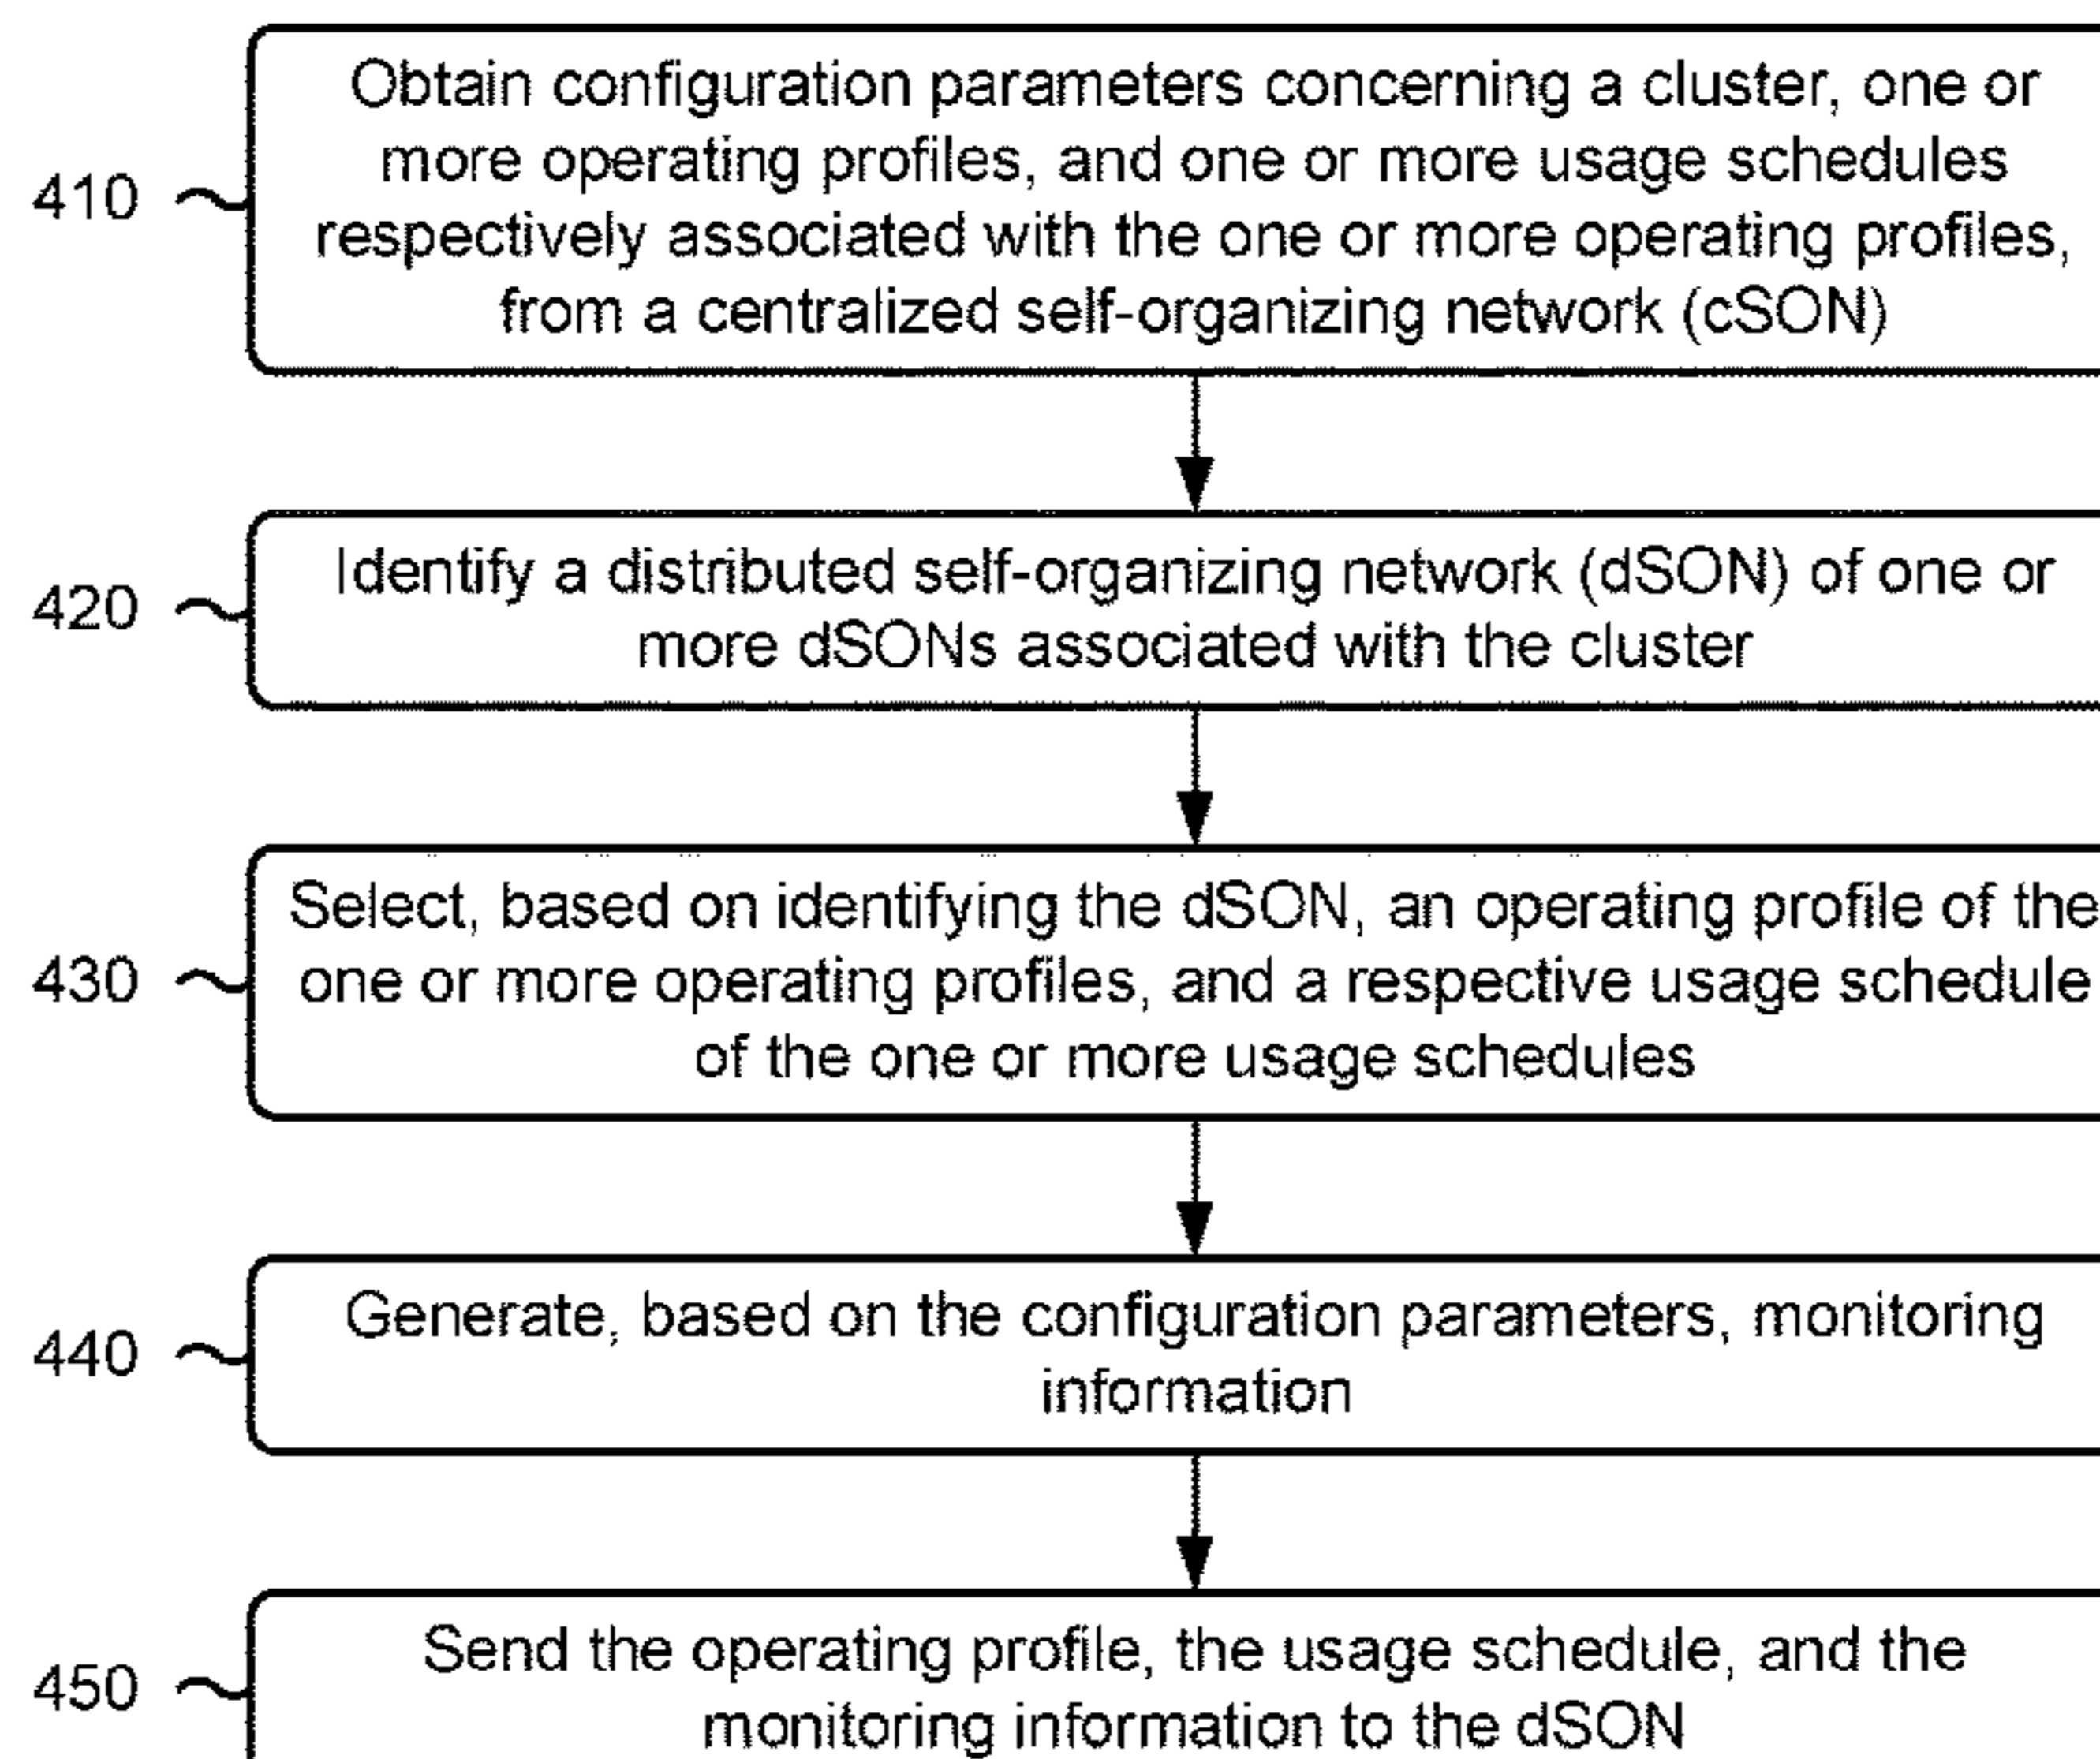 Obtain configuration parameters concerning a cluster, one or
more operating profiles, and one or more usage schedules
410
respectively associated with the one or more operating profiles,
from a centralized self-organizing network (cSON)
Identify a distributed self-organizing network (dSON) of one or
420
more dSONs associated with the cluster
Select, based on identifying the dSON, an operating profile of the
430
one or more operating profiles, and a respective usage schedule
of the one or more usage schedules
Generate, based on the configuration parameters, monitoring
440
information
Send the operating profile, the usage schedule, and the
450
monitoring information to the dSON